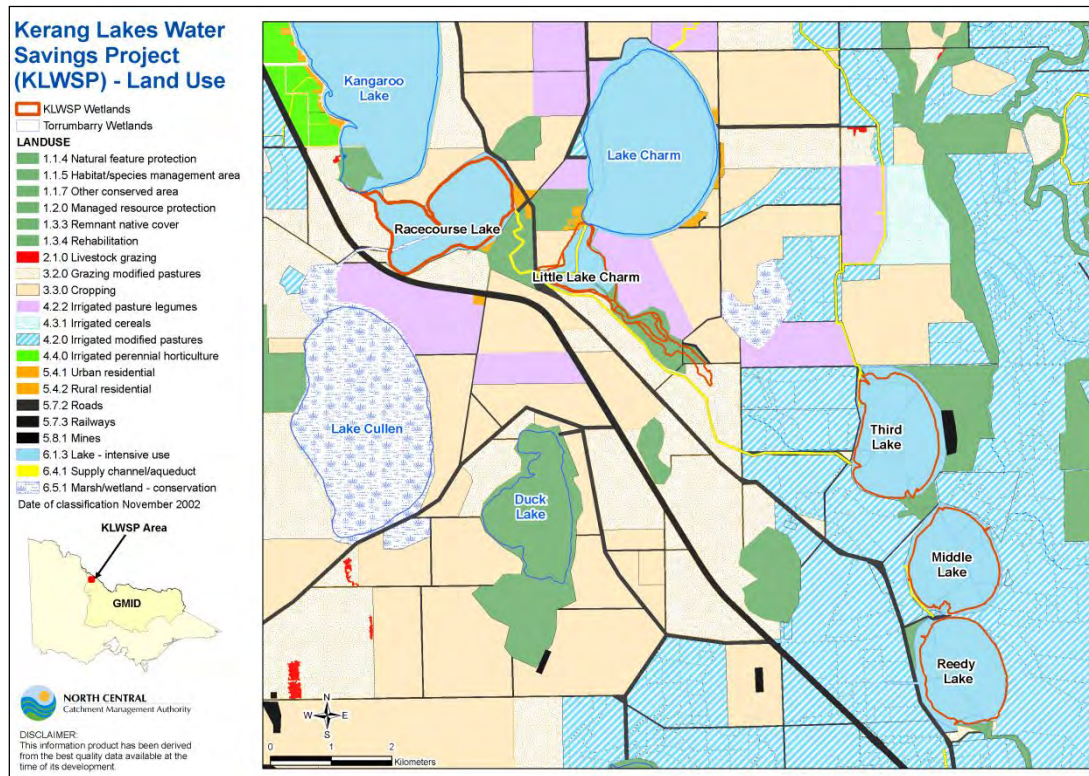 Kerang Lakes Water
Savings Project
(KLWSP) - Land Use
KLWSP Wetlands
Torrumbarry Wetlands
LANDUSE
1.1.4 Natural feature protection
1.1.5 Habitat/species management area
1.1.7 Other conserved area
1.2.0 Managed resource protection
1.3.3 Remnant native cover
1.3.4 Rehabilitation
2.1.0 Livestock grazing
3.2.0 Grazing modified pastures
3.3.0 Cropping
4.2.2 Irrigated pasture legumes
4.3.1 Irrigated cereals
4.2.0 Irrigated modified pastures
4.4.0 Irrigated perennial horticulture
5.4.1 Urban residential
5.4.2 Rural residential
5.7.2 Roads
5.7.3 Railways
5.8.1 Mines
6.1.3 Lake - intensive use
6.4.1 Supply channel/aqueduct
6.5.1 Marsh/wetland - conservation
Date of classification November 2002
KLWSP Area
GMID
NORTH CENTRAL
Catchment Management Authority
DISCLAIMER:
This information product has been derived
from the best quality data available at the
time of its development.
Kangaroo
Lake
Lake Charm
Racecourse Lake
Little Lake Charm
Lake Cullen
Duck
Lake
Third
Lake
Middle
Lake
Reedy
Lake
N
W E
S
0 1 2
Kilometers